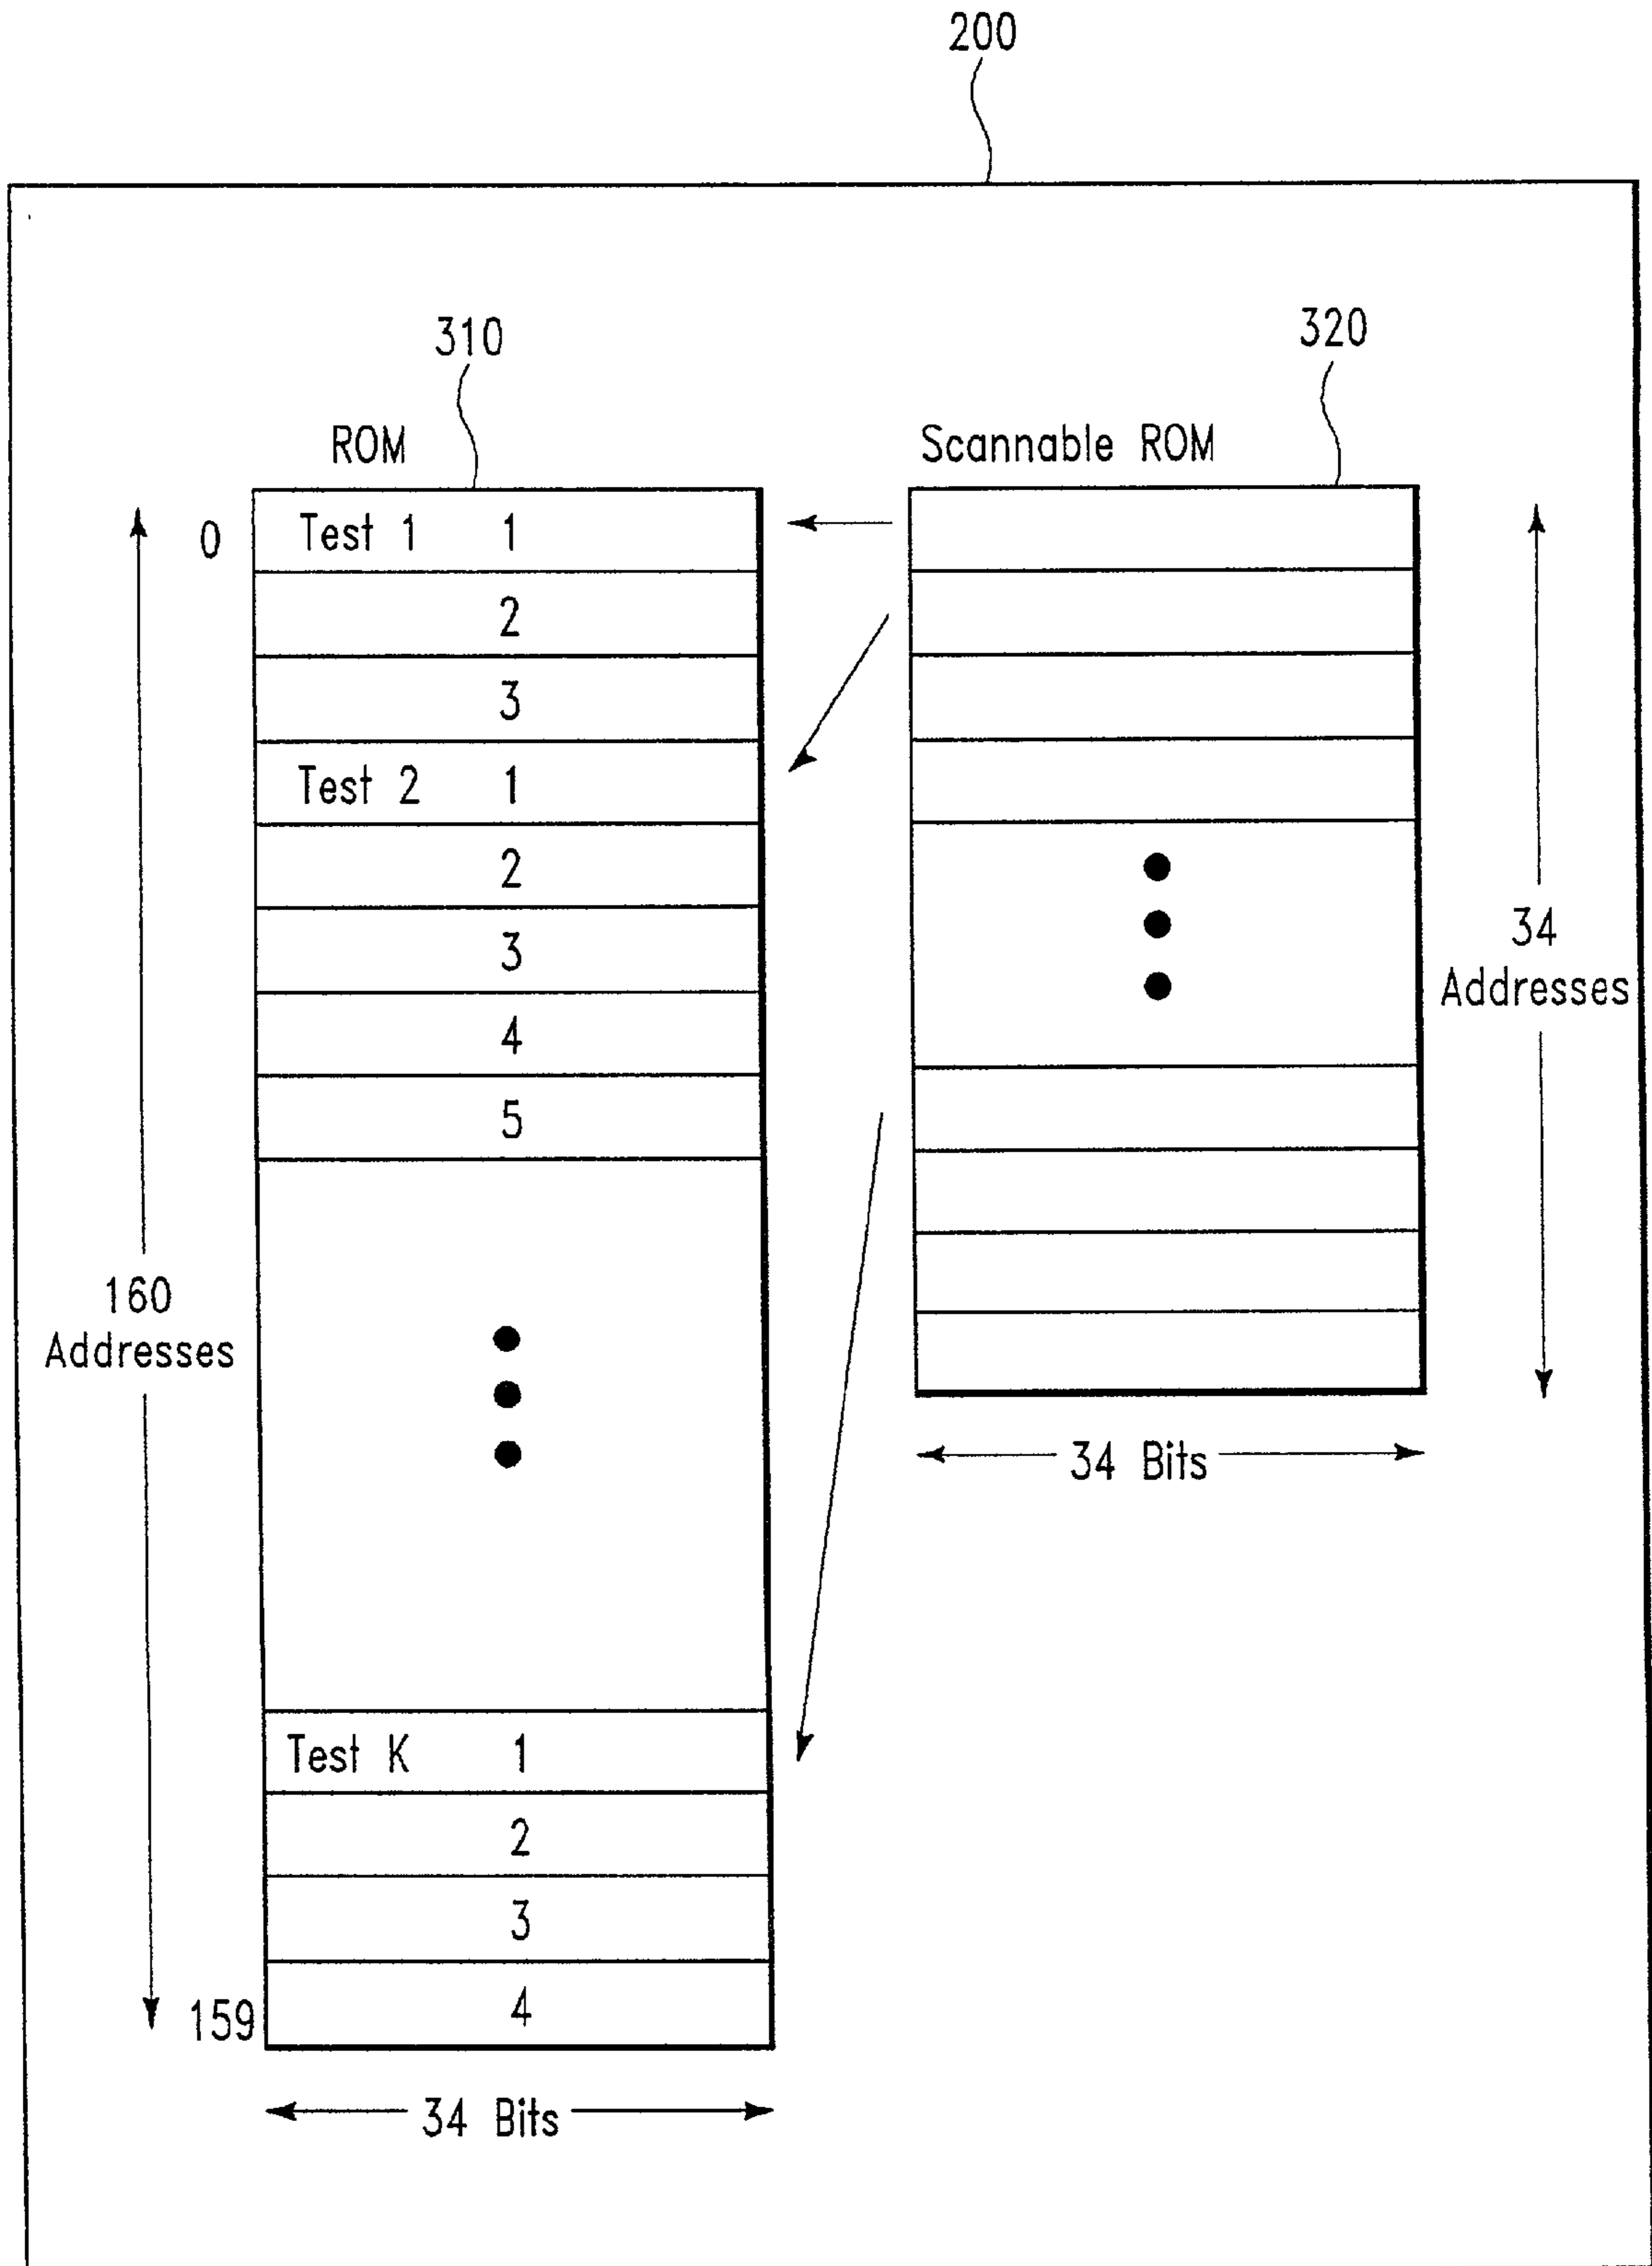 200
310
320
ROM
Scannable ROM
0
Test 1 1
2
3
Test 2 1
2
3
4
5
34
Addresses
160
Addresses
34 Bits
Test K 1
2
3
4
159
34 Bits